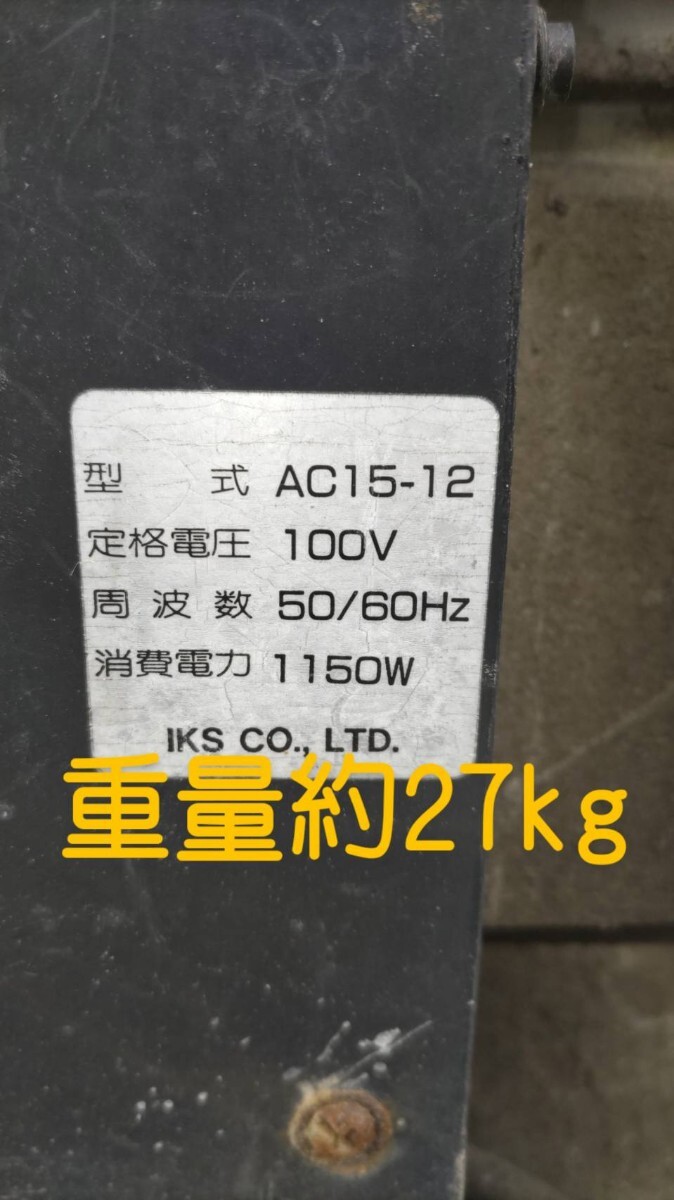 型 式 AC15-12
定格電圧 100V
周波数 50/60Hz
消費電力 1150W
IKS CO., LTD.
重量約27kg